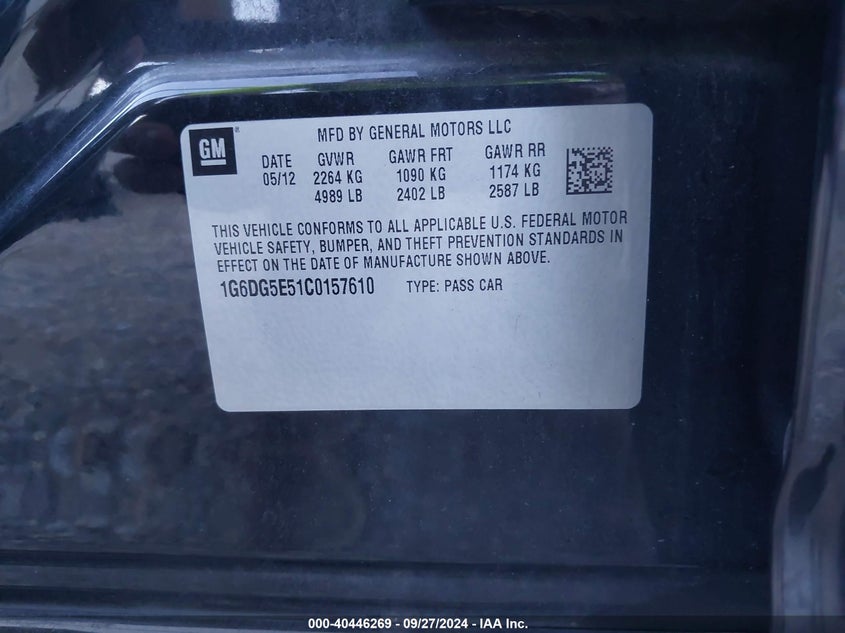 MFD BY GENERAL MOTORS LLC
GM®
DATE GVWR GAWR FRT GAWR RR
05/12 2264 KG 1090 KG 1174 KG
4989 LB 2402 LB 2587 LB
THIS VEHICLE CONFORMS TO ALL APPLICABLE U.S. FEDERAL MOTOR
VEHICLE SAFETY, BUMPER, AND THEFT PREVENTION STANDARDS IN
EFFECT ON THE DATE OF MANUFACTURE SHOWN ABOVE.
1G6DG5E51C0157610 TYPE: PASS CAR
000-40446269 - 09/27/2024 - IAA Inc.